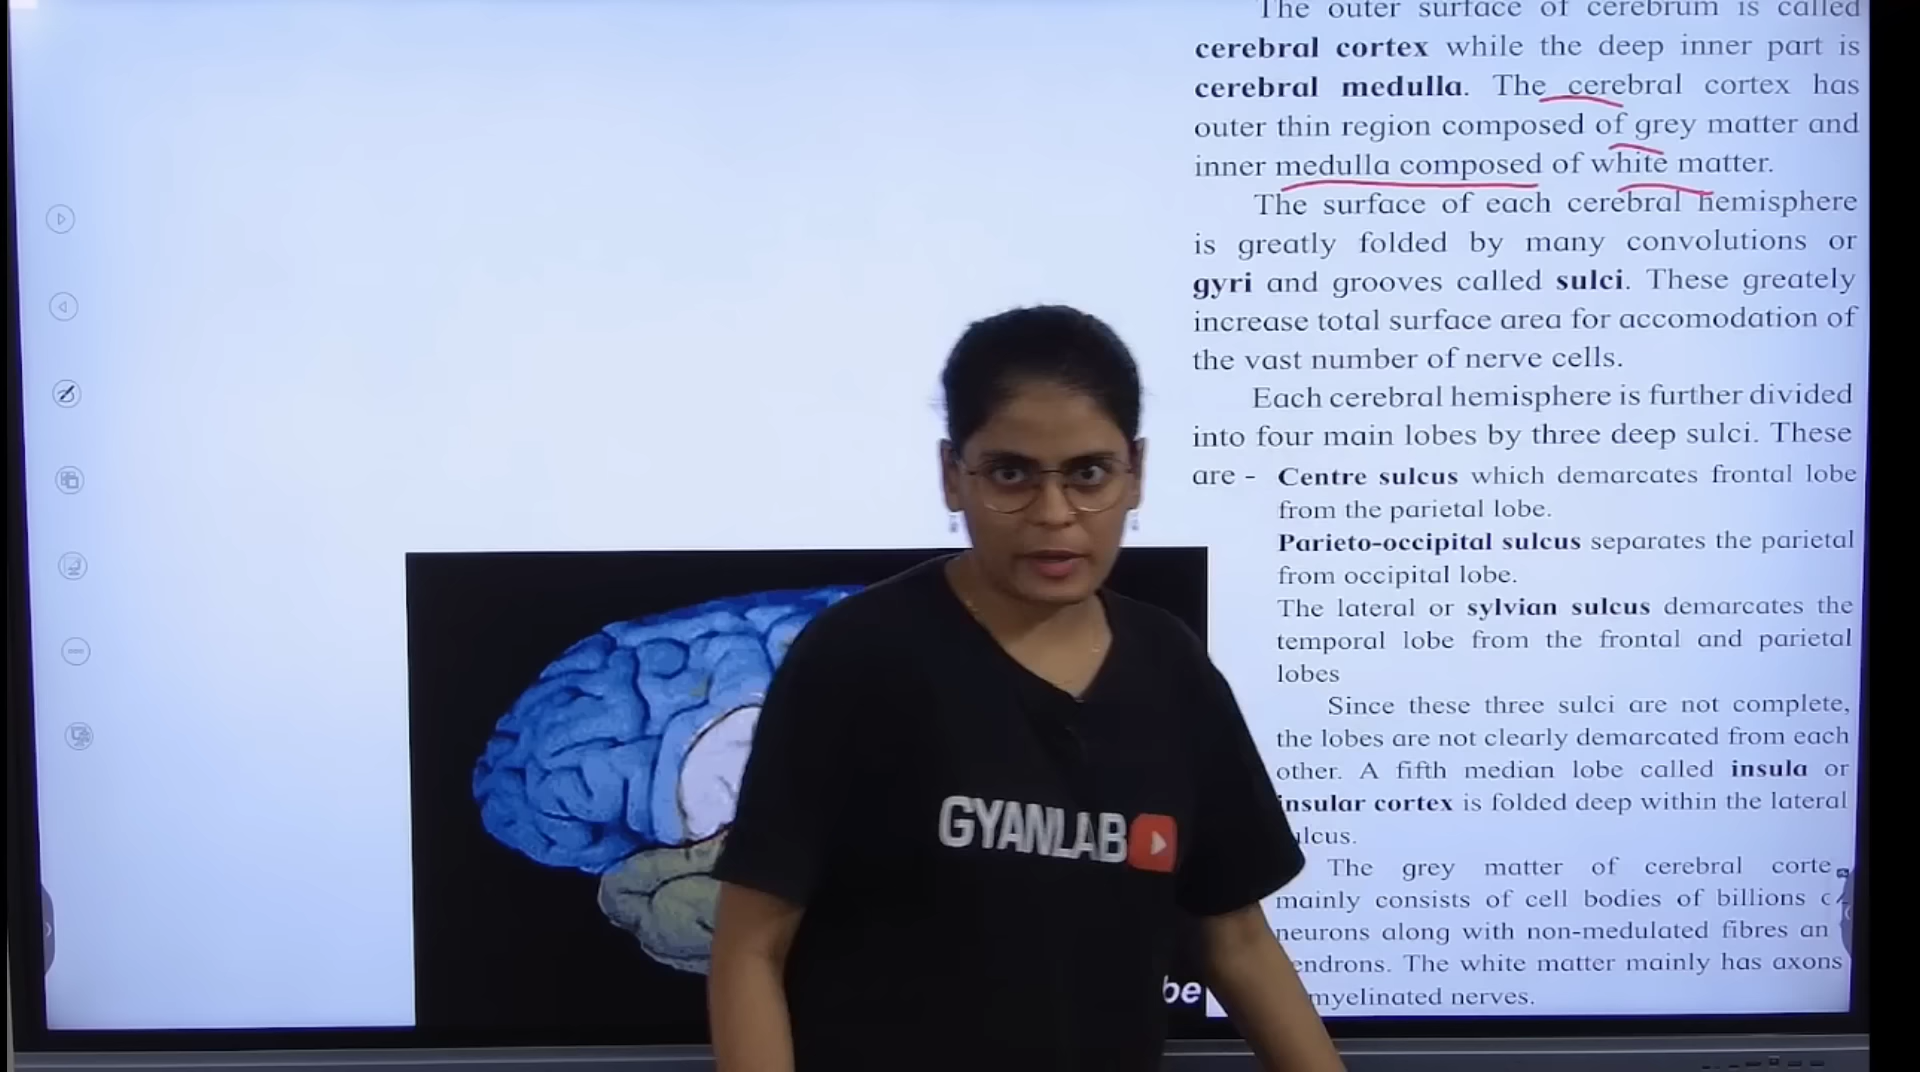 The outer surface of cerebrum is called
cerebral cortex while the deep inner part is
cerebral medulla. The cerebral cortex has
outer thin region composed of grey matter and
inner medulla composed of white matter.
The surface of each cerebral hemisphere
is greatly folded by many convolutions or
gyri and grooves called sulci. These greately
increase total surface area for accomodation of
the vast number of nerve cells.
Each cerebral hemisphere is further divided
into four main lobes by three deep sulci. These
are - Centre sulcus which demarcates frontal lobe
from the parietal lobe.
Parieto-occipital sulcus separates the parietal
from occipital lobe.
The lateral or sylvian sulcus demarcates the
temporal lobe from the frontal and parietal
lobes
Since these three sulci are not complete,
the lobes are not clearly demarcated from each
other. A fifth median lobe called insula or
insular cortex is folded deep within the lateral
ulcus.
The grey matter of cerebral corte
mainly consists of cell bodies of billions
neurons along with non-medulated fibres an
endrons. The white matter mainly has axons
myelinated nerves.
be
GYANLAB